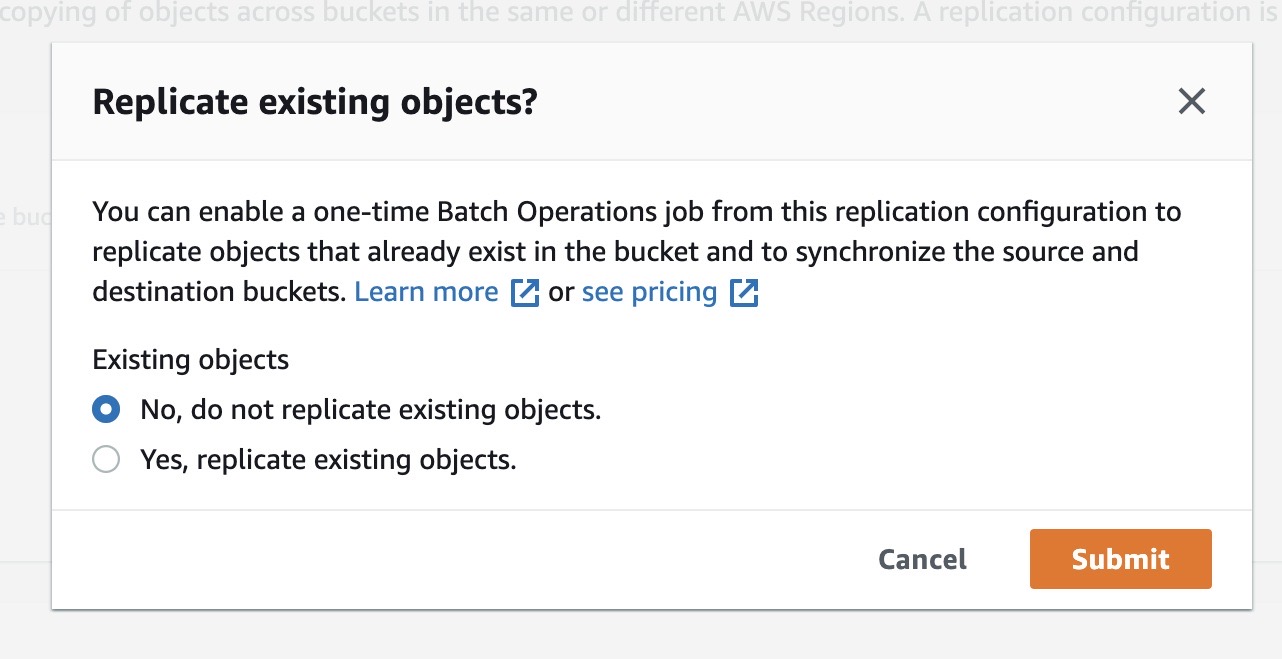 copying of objects across buckets in the same or different AWS Regions. A replication configuration is
Replicate existing objects?
You can enable a one-time Batch Operations job from this replication configuration to
replicate objects that already exist in the bucket and to synchronize the source and
destination buckets. Learn more or see pricing
Existing objects
No, do not replicate existing objects.
Yes, replicate existing objects.
Cancel Submit